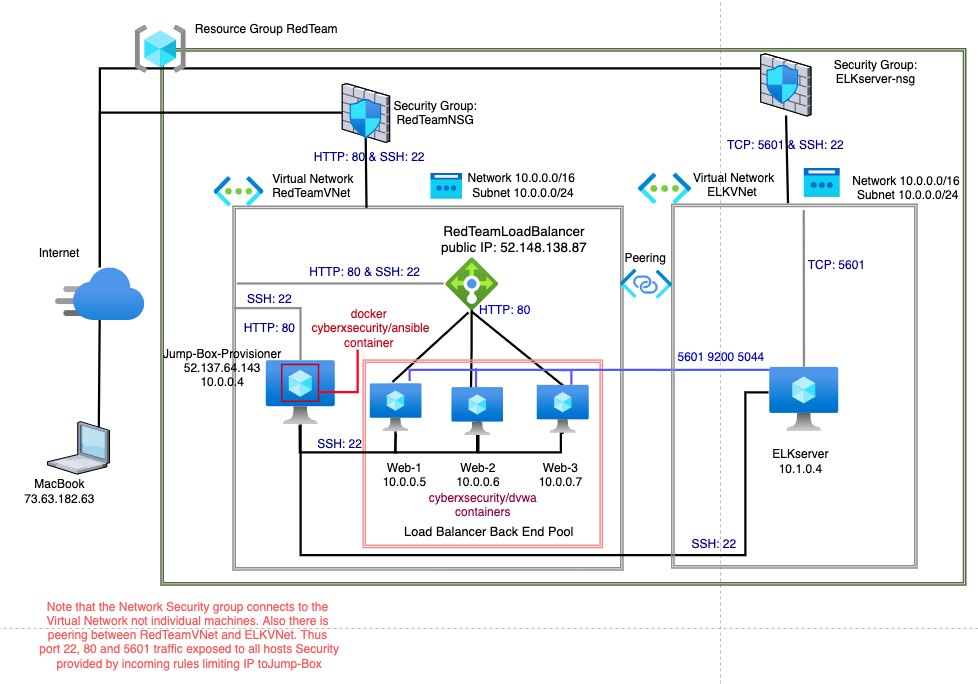 Resource Group RedTeam
Security Group:
ELKserver-nsg
Security Group:
RedTeamNSG
TCP: 5601 & SSH: 22
HTTP: 80 & SSH: 22
Virtual Network
RedTeamVNet
Network 10.0.0.0/16
Subnet 10.0.0.0/24
Virtual Network
ELKVNet
Network 10.0.0.0/16
Subnet 10.0.0.0/24
RedTeamLoadBalancer
public IP: 52.148.138.87
Internet
Peering
TCP: 5601
HTTP: 80 & SSH: 22
SSH: 22
HTTP: 80
HTTP: 80
docker
cyberxsecurity/ansible
container
Jump-Box-Provisioner
52.137.64.143
10.0.0.4
5601 9200 5044
SSH: 22
MacBook
73.63.182.63
Web-1
10.0.0.5
Web-2
10.0.0.6
Web-3
10.0.0.7
ELKserver
10.1.0.4
cyberxsecurity/dvwa
containers
Load Balancer Back End Pool
SSH: 22
Note that the Network Security group connects to the
Virtual Network not individual machines. Also there is
peering between RedTeamVNet and ELKVNet. Thus
port 22, 80 and 5601 traffic exposed to all hosts Security
provided by incoming rules limiting IP toJump-Box